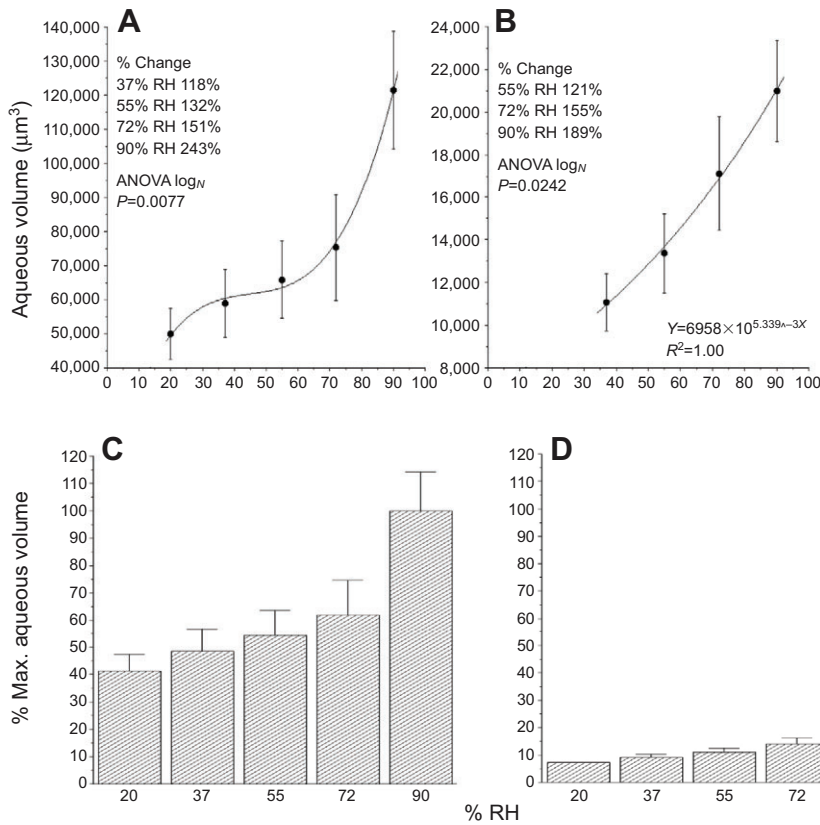 A
140,000
130,000
120,000
110,000
100,000
90,000
80,000
70,000
60,000
50,000
40,000
Aqueous volume (μm³)
% Change
37% RH 118%
55% RH 132%
72% RH 151%
90% RH 243%
ANOVA logN
P=0.0077
0 10 20 30 40 50 60 70 80 90 100
B
24,000
22,000
20,000
18,000
16,000
14,000
12,000
10,000
8,000
% Change
55% RH 121%
72% RH 155%
90% RH 189%
ANOVA logN
P=0.0242
Y=6958×10^5.339^–3X
R²=1.00
0 10 20 30 40 50 60 70 80 90 100
C
120
110
100
90
80
70
60
50
40
30
20
10
0
% Max. aqueous volume
20 37 55 72 90
D
120
110
100
90
80
70
60
50
40
30
20
10
0
20 37 55 72
% RH